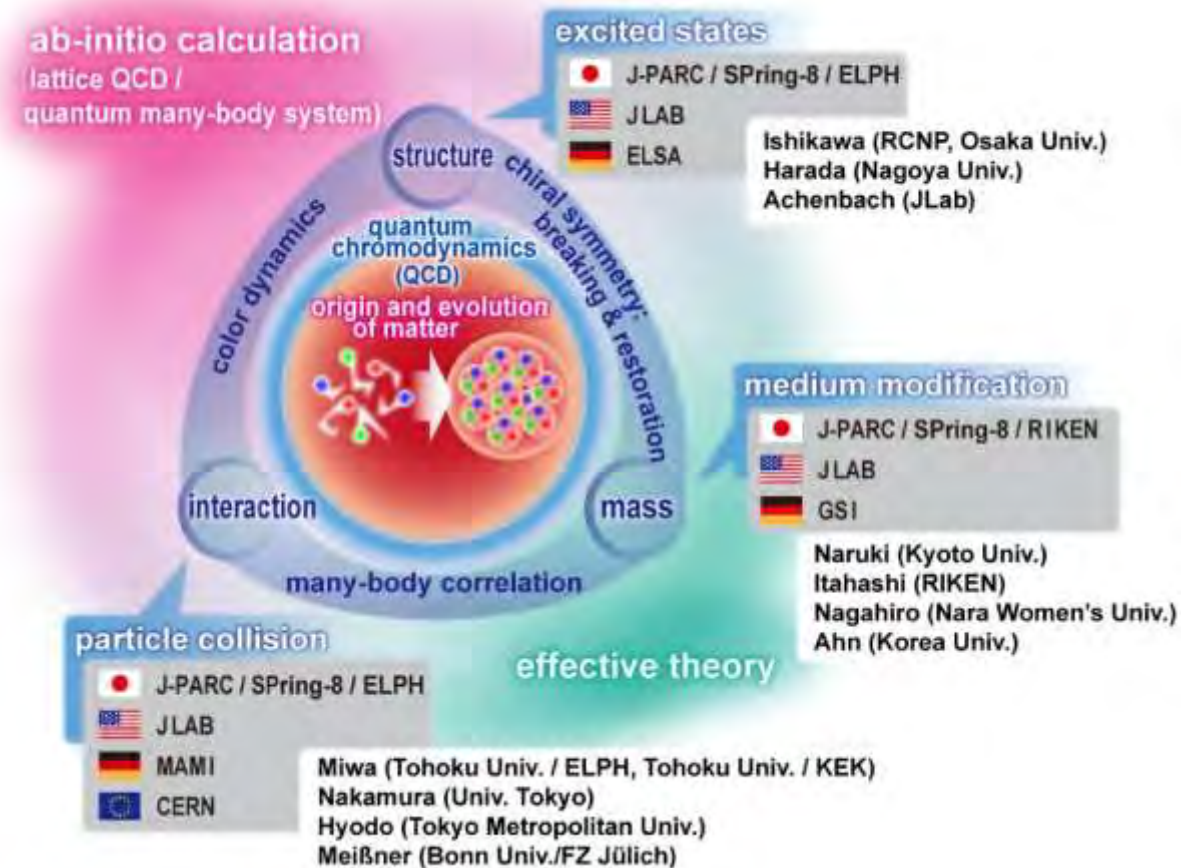 ab-initio calculation
lattice QCD /
quantum many-body system)
excited states
J-PARC / SPring-8 / ELPH
JLAB
ELSA
Ishikawa (RCNP, Osaka Univ.)
Harada (Nagoya Univ.)
Achenbach (JLab)
structure
color dynamics
chiral symmetry:
breaking & restoration
quantum
chromodynamics
(QCD)
origin and evolution
of matter
medium modification
J-PARC / SPring-8 / RIKEN
JLAB
GSI
Naruki (Kyoto Univ.)
Itahashi (RIKEN)
Nagahiro (Nara Women's Univ.)
Ahn (Korea Univ.)
interaction
mass
many-body correlation
effective theory
particle collision
J-PARC / SPring-8 / ELPH
JLAB
MAMI
CERN
Miwa (Tohoku Univ. / ELPH, Tohoku Univ. / KEK)
Nakamura (Univ. Tokyo)
Hyodo (Tokyo Metropolitan Univ.)
Meißner (Bonn Univ./FZ Jülich)